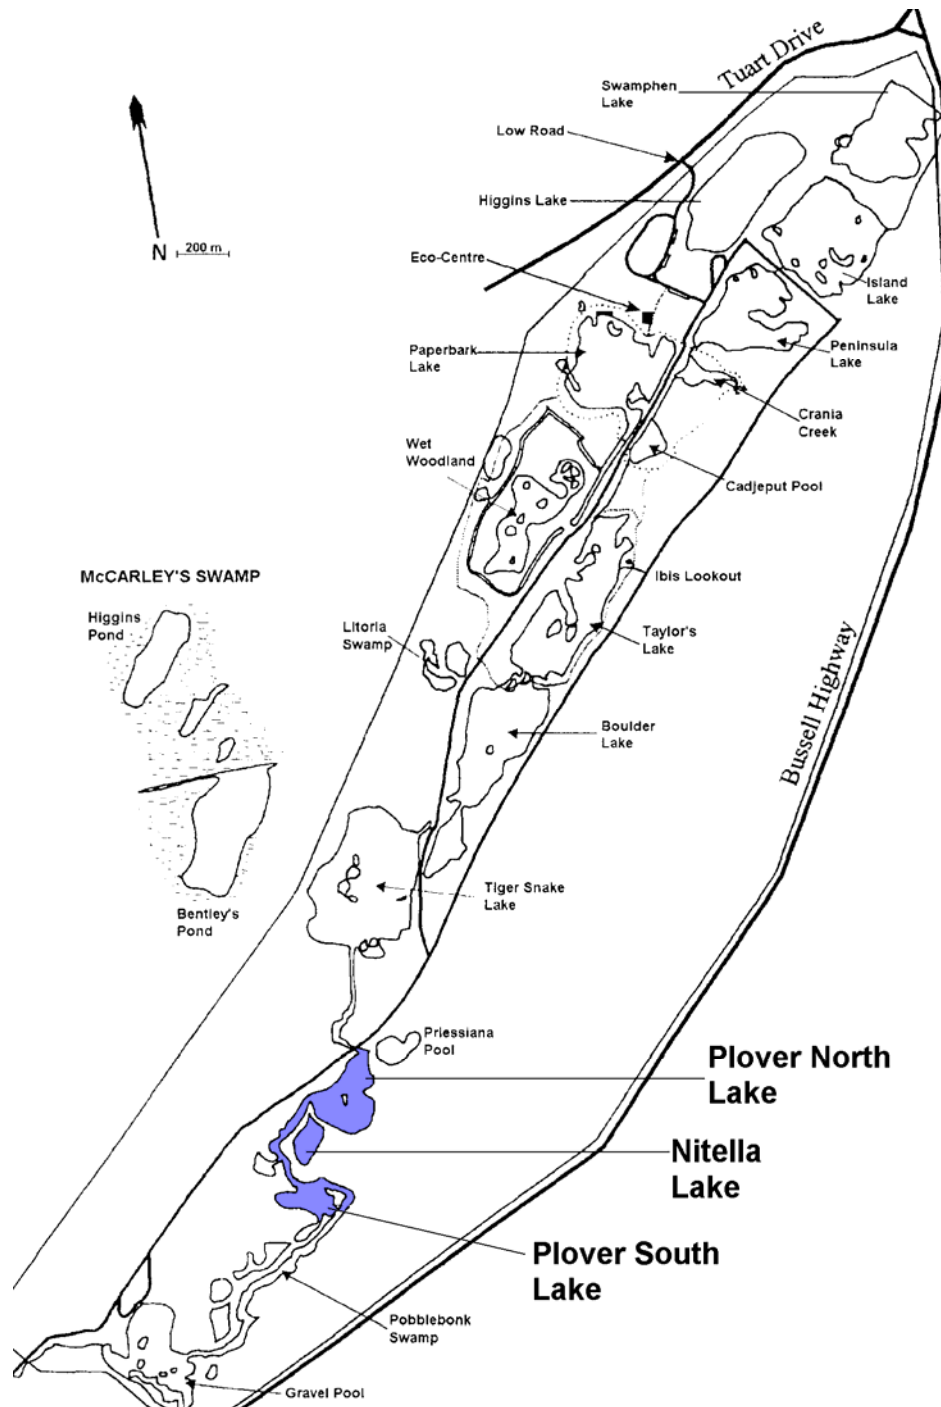 Tuart Drive
Swamphen
Lake
Low Road
Higgins Lake
N
200 m
Eco-Centre
Island
Lake
Paperbark
Lake
Peninsula
Lake
Crania
Creek
Wet
Woodland
Cadjeput Pool
McCARLEY'S SWAMP
Ibis Lookout
Higgins
Pond
Litoria
Swamp
Taylor's
Lake
Bussell Highway
Boulder
Lake
Tiger Snake
Lake
Bentley's
Pond
Priessiana
Pool
Plover North
Lake
Nitella
Lake
Plover South
Lake
Pobblebonk
Swamp
Gravel Pool